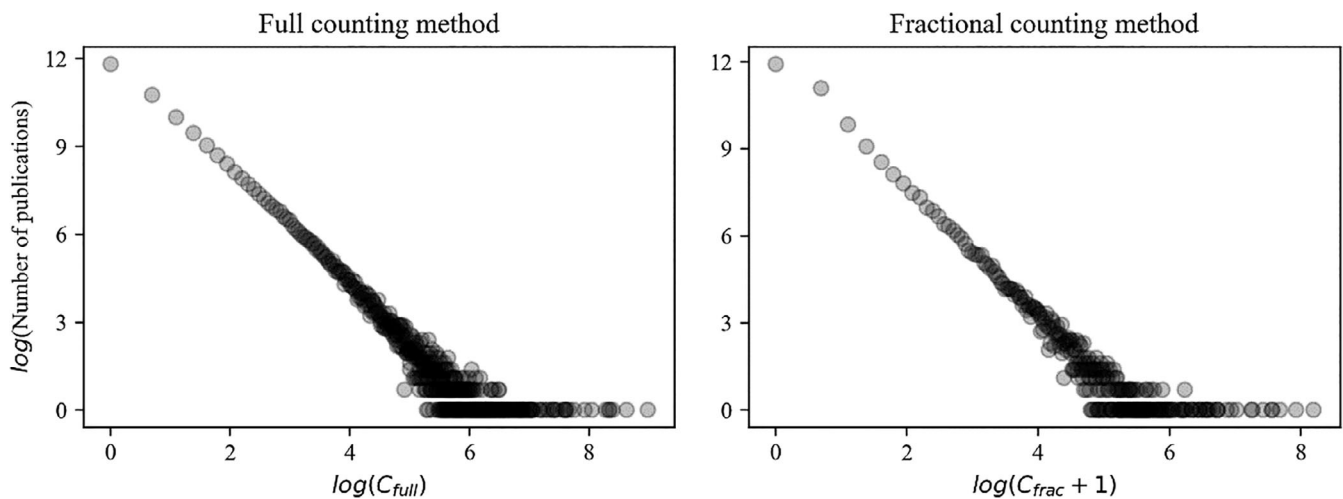 Full counting method
12
9
6
3
0
log(Number of publications)
0 2 4 6 8
log(C_full)
Fractional counting method
12
9
6
3
0
0 2 4 6 8
log(C_frac + 1)